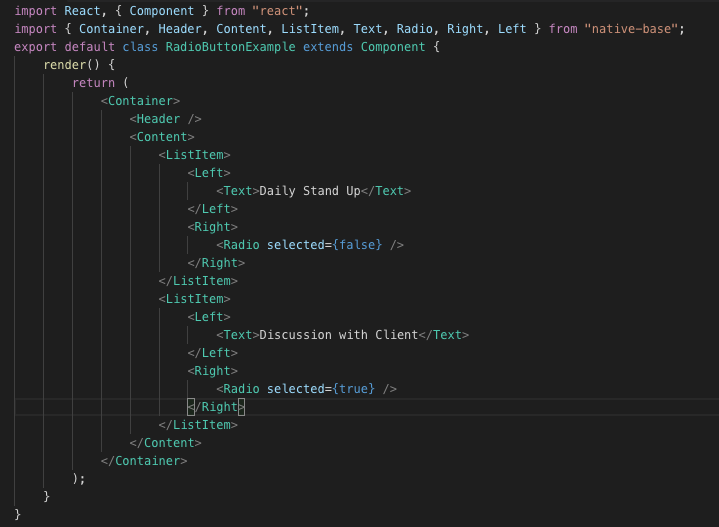 import React, { Component } from "react";
import { Container, Header, Content, ListItem, Text, Radio, Right, Left } from "native-base";
export default class RadioButtonExample extends Component {
    render() {
        return (
            <Container>
                <Header />
                <Content>
                    <ListItem>
                        <Left>
                            <Text>Daily Stand Up</Text>
                        </Left>
                        <Right>
                            <Radio selected={false} />
                        </Right>
                    </ListItem>
                    <ListItem>
                        <Left>
                            <Text>Discussion with Client</Text>
                        </Left>
                        <Right>
                            <Radio selected={true} />
                        </Right>
                    </ListItem>
                </Content>
            </Container>
        );
    }
}